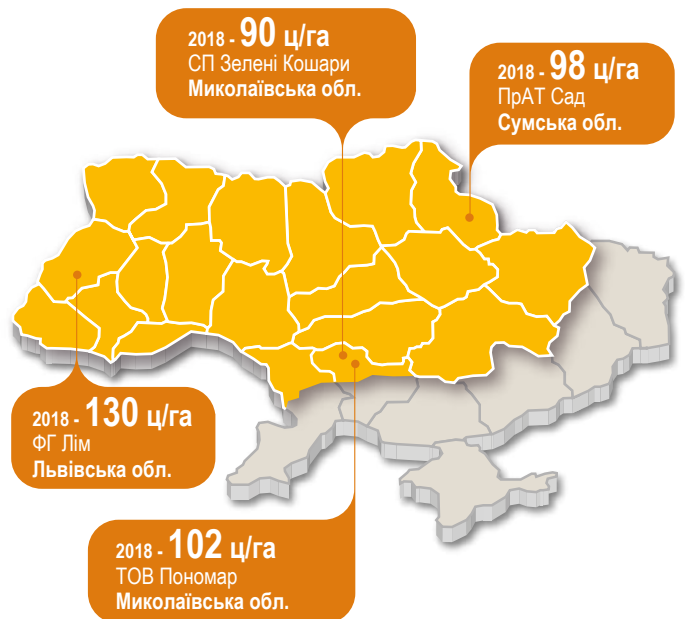 2018 - 90 ц/га
СП Зелені Кошари
Миколаївська обл.
2018 - 98 ц/га
ПрАТ Сад
Сумська обл.
2018 - 130 ц/га
ФГ Лім
Львівська обл.
2018 - 102 ц/га
ТОВ Пономар
Миколаївська обл.